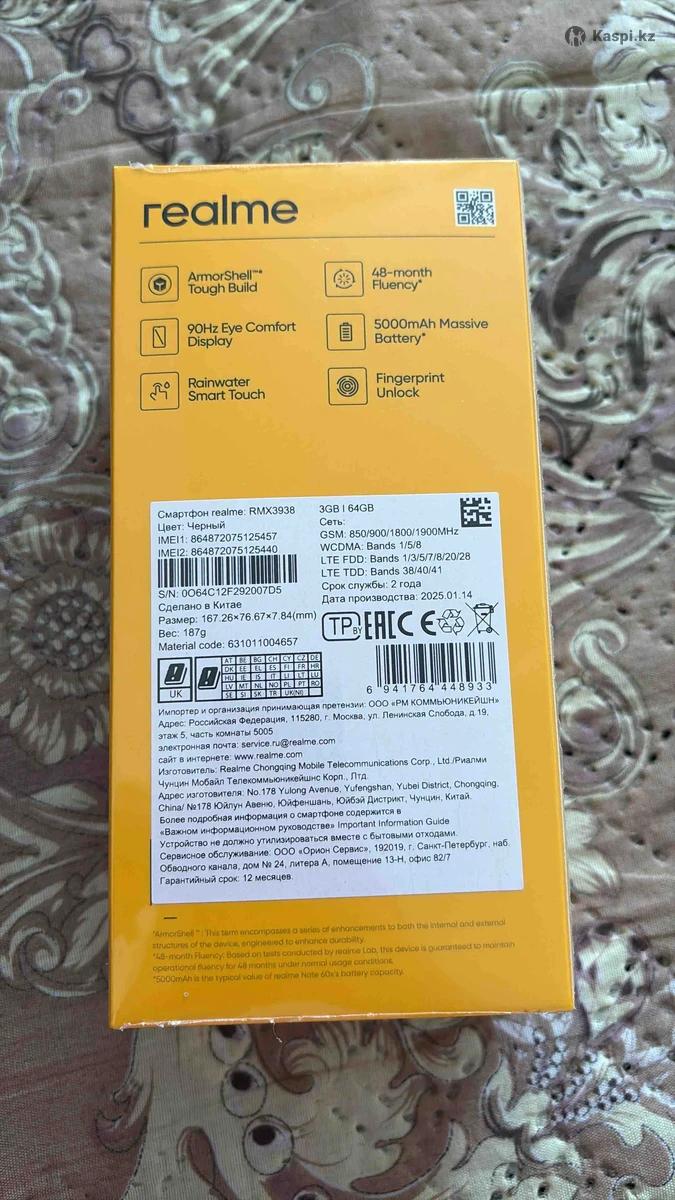 Kaspi.kz
realme
ArmorShell™*
Tough Build
48-month
Fluency*
90Hz Eye Comfort
Display
5000mAh Massive
Battery*
Rainwater
Smart Touch
Fingerprint
Unlock
Смартфон realme: RMX3938
Цвет: Черный
IMEI1: 864872075125457
IMEI2: 864872075125440
S/N: 0O64C12F292007D5
Сделано в Китае
Размер: 167.26×76.67×7.84(mm)
Вес: 187g
Material code: 631011004657
3GB | 64GB
Сеть:
GSM: 850/900/1800/1900MHz
WCDMA: Bands 1/5/8
LTE FDD: Bands 1/3/5/7/8/20/28
LTE TDD: Bands 38/40/41
Срок службы: 2 года
Дата производства: 2025.01.14
TP BY EAC CE
UK
AT BE BG CH CY CZ DE
DK EE EL ES FI FR HR
HU IE IS IT LI LT LU
LV MT NL NO PL PT RO
SE SI SK TR UK(NI)
6 941764 448933
Импортер и организация принимающая претензии: ООО «РМ КОММЬЮНИКЕЙШН»
Адрес: Российская Федерация, 115280, г. Москва, ул. Ленинская Слобода, д.19,
этаж 5, часть комнаты 5005
электронная почта: service.ru@realme.com
сайт в интернете: www.realme.com
Изготовитель: Realme Chongqing Mobile Telecommunications Corp., Ltd./Риалми
Чунцин Мобайл Телекоммьюникейшнс Корп., Лтд.
Адрес изготовителя: No.178 Yulong Avenue, Yufengshan, Yubei District, Chongqing,
China/ №178 Юйлун Авеню, Юйфеншань, Юйбэй Дистрикт, Чунцин, Китай.
Более подробная информация о смартфоне содержится в
«Важном информационном руководстве» Important Information Guide
Устройство не должно утилизироваться вместе с бытовыми отходами.
Сервисное обслуживание: ООО «Орион Сервис», 192019, г. Санкт-Петербург, наб.
Обводного канала, дом № 24, литера А, помещение 13-Н, офис 82/7
Гарантийный срок: 12 месяцев.
*ArmorShell™: This term encompasses a series of enhancements to both the internal and external
structures of the device, engineered to enhance durability.
*48-month Fluency: Based on tests conducted by realme Lab, this device is guaranteed to maintain
operational fluency for 48 months under normal usage conditions.
*5000mAh is the typical value of realme Note 60x's battery capacity.